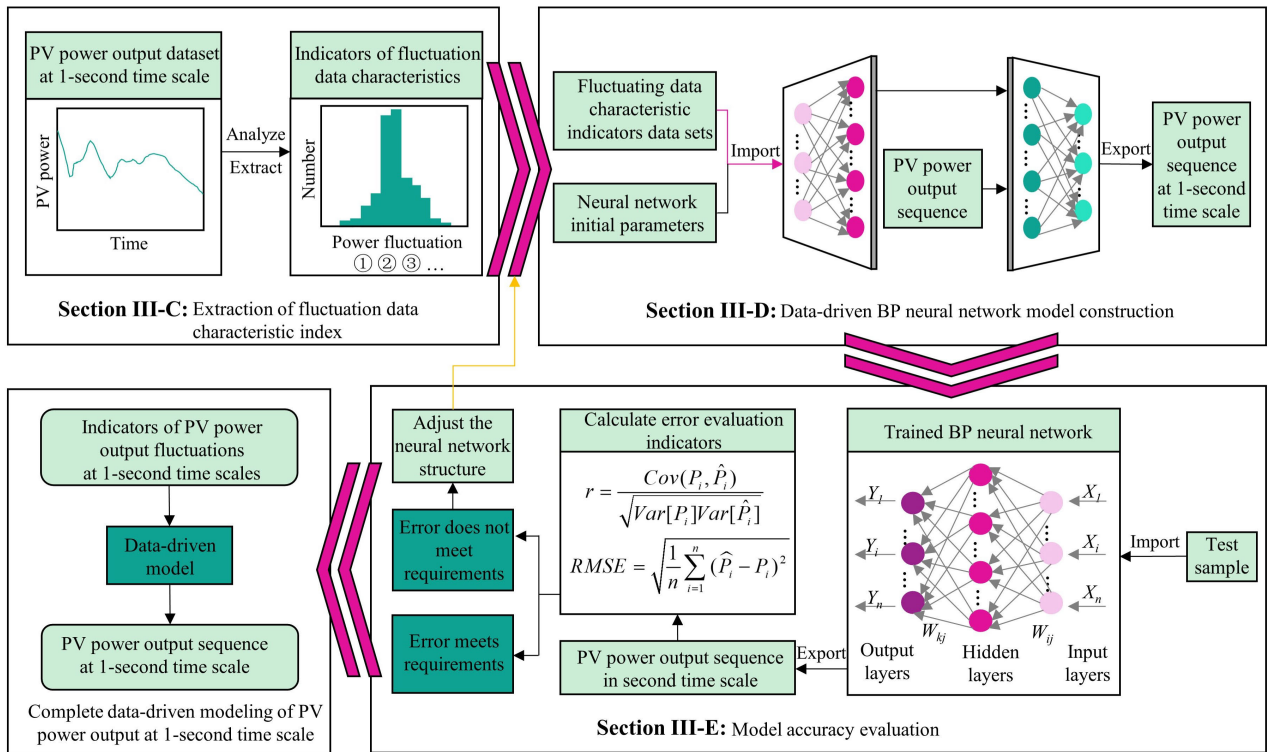 PV power output dataset
at 1-second time scale
PV power
Time
Analyze
Extract
Indicators of fluctuation
data characteristics
Number
Power fluctuation
① ② ③ ...
Section III-C: Extraction of fluctuation data
characteristic index
Fluctuating data
characteristic
indicators data sets
Neural network
initial parameters
Import
PV power
output
sequence
Export
PV power
output
sequence
at 1-second
time scale
Section III-D: Data-driven BP neural network model construction
Indicators of PV power
output fluctuations
at 1-second time scales
Data-driven
model
PV power output sequence
at 1-second time scale
Complete data-driven modeling of PV
power output at 1-second time scale
Adjust the
neural network
structure
Error does not
meet
requirements
Error meets
requirements
Calculate error evaluation
indicators
r = Cov(P_i, P̂_i) / √(Var[P_i]Var[P̂_i])
RMSE = √(1/n ∑_{i=1}^{n} (P̂_i − P_i)²)
PV power output sequence
in second time scale
Export
Trained BP neural network
Y_1
Y_i
Y_n
X_1
X_i
X_n
W_kj
W_ij
Output
layers
Hidden
layers
Input
layers
Import
Test
sample
Section III-E: Model accuracy evaluation